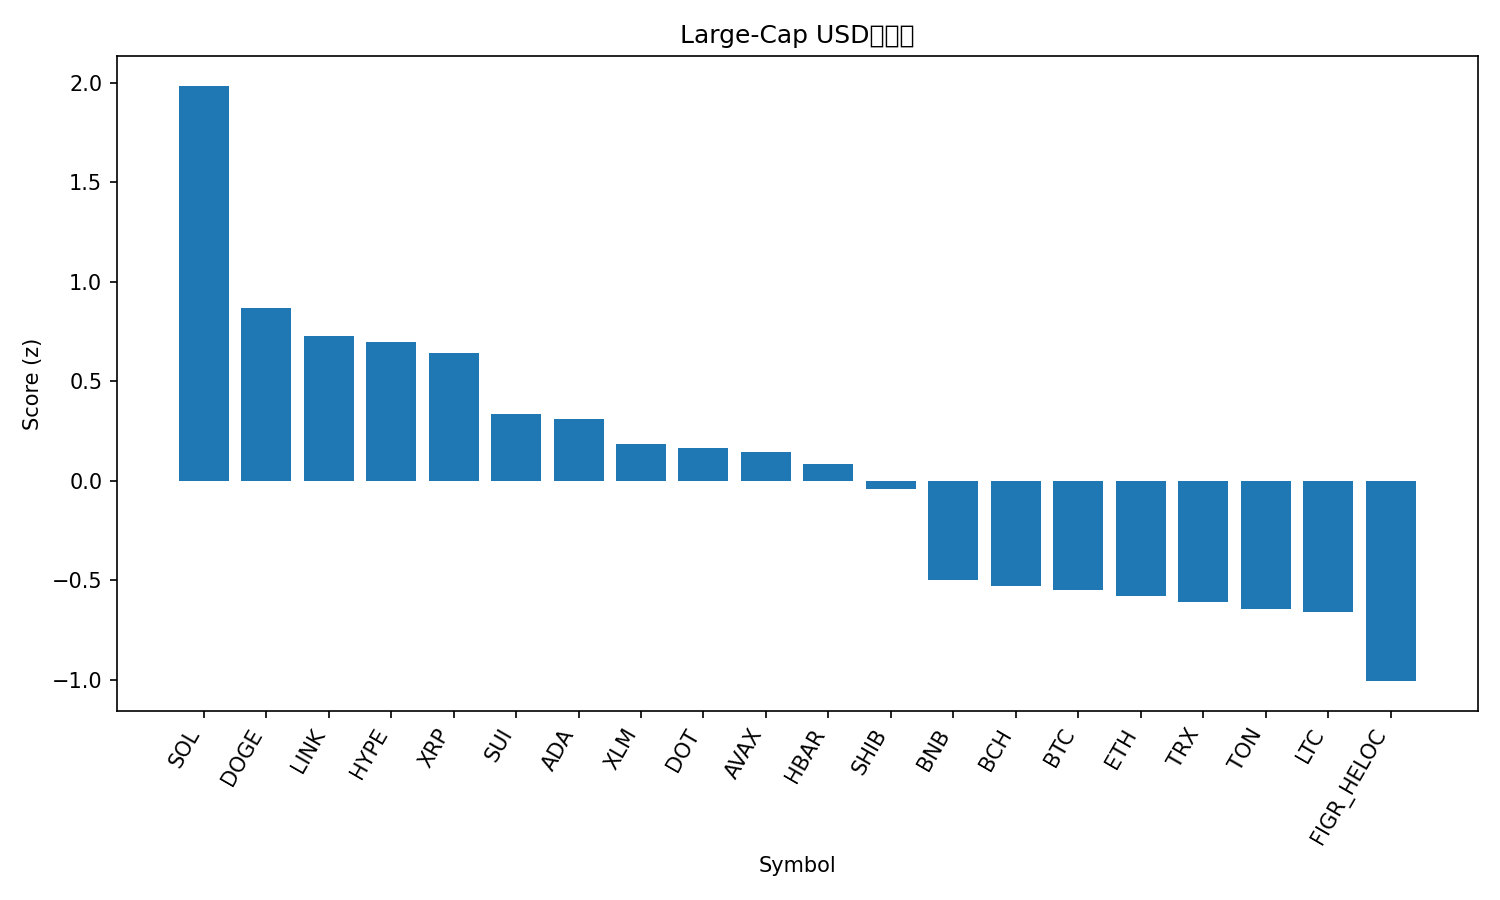 Large-Cap USD
Score (z)
2.0
1.5
1.0
0.5
0.0
−0.5
−1.0
SOL
DOGE
LINK
HYPE
XRP
SUI
ADA
XLM
DOT
AVAX
HBAR
SHIB
BNB
BCH
BTC
ETH
TRX
TON
LTC
FIGR_HELOC
Symbol